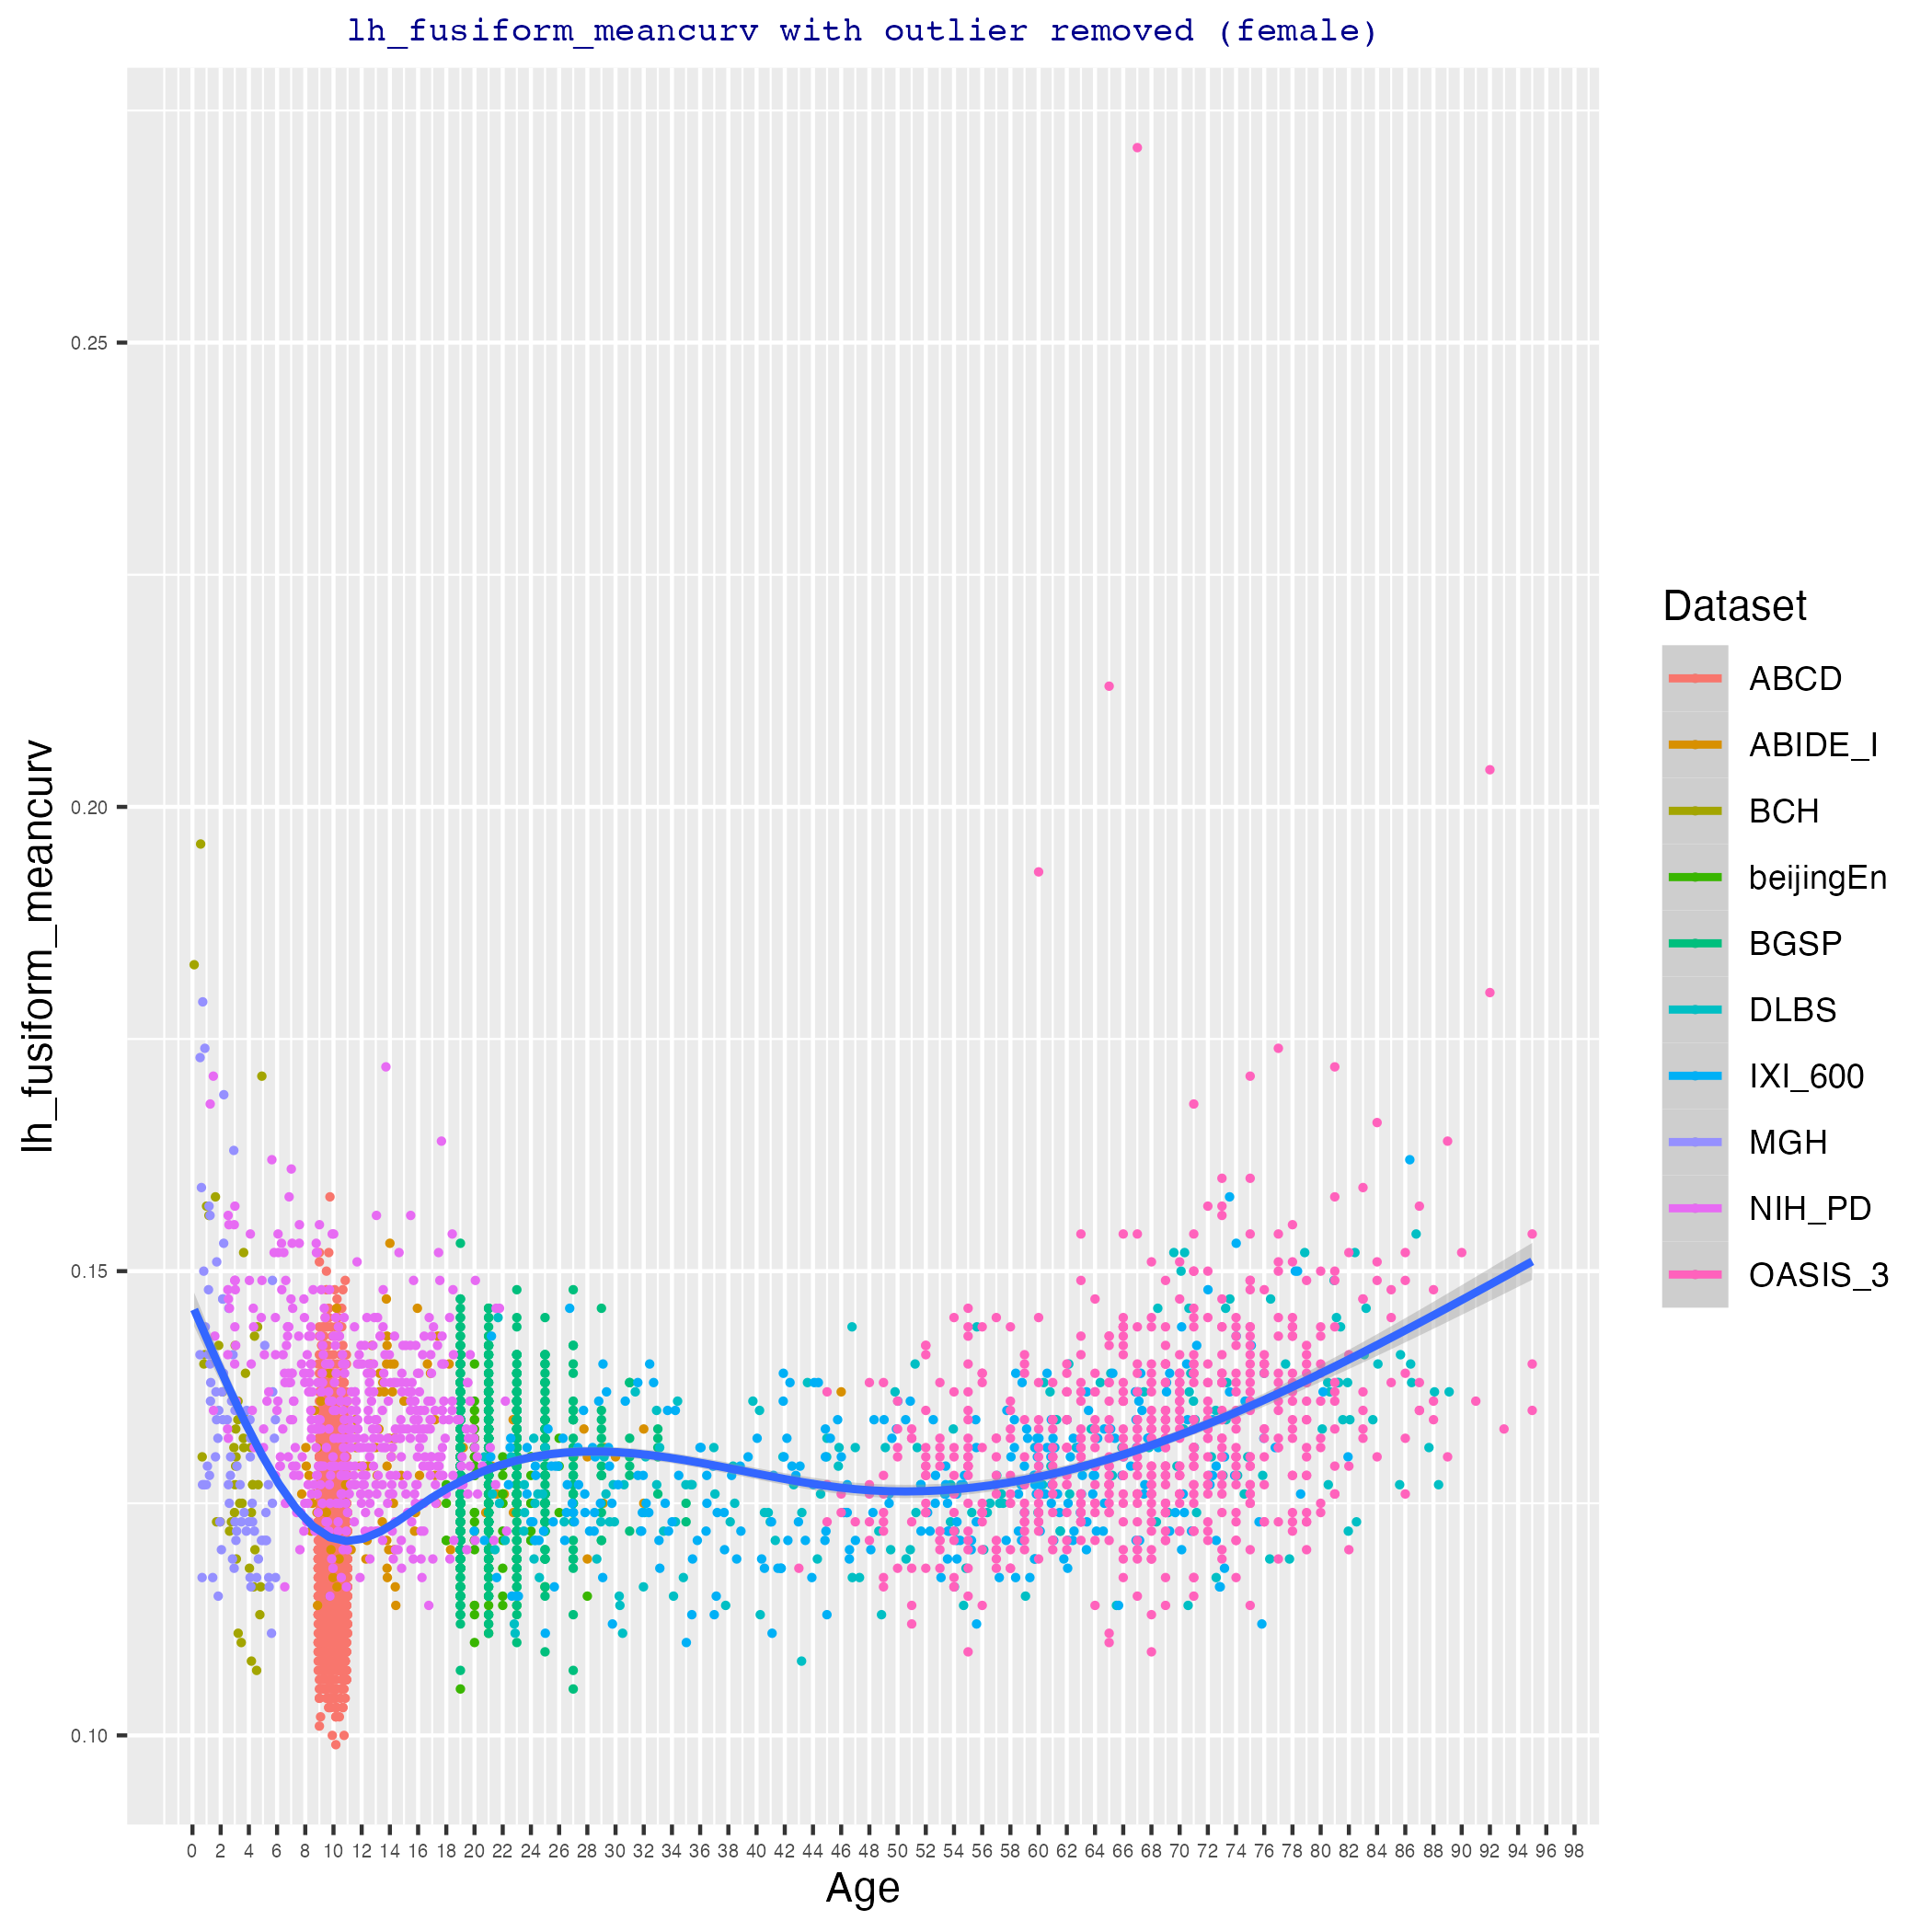 lh_fusiform_meancurv with outlier removed (female)
lh_fusiform_meancurv
0.25
0.20
0.15
0.10
0 2 4 6 8 10 12 14 16 18 20 22 24 26 28 30 32 34 36 38 40 42 44 46 48 50 52 54 56 58 60 62 64 66 68 70 72 74 76 78 80 82 84 86 88 90 92 94 96 98
Age
Dataset
ABCD
ABIDE_I
BCH
beijingEn
BGSP
DLBS
IXI_600
MGH
NIH_PD
OASIS_3